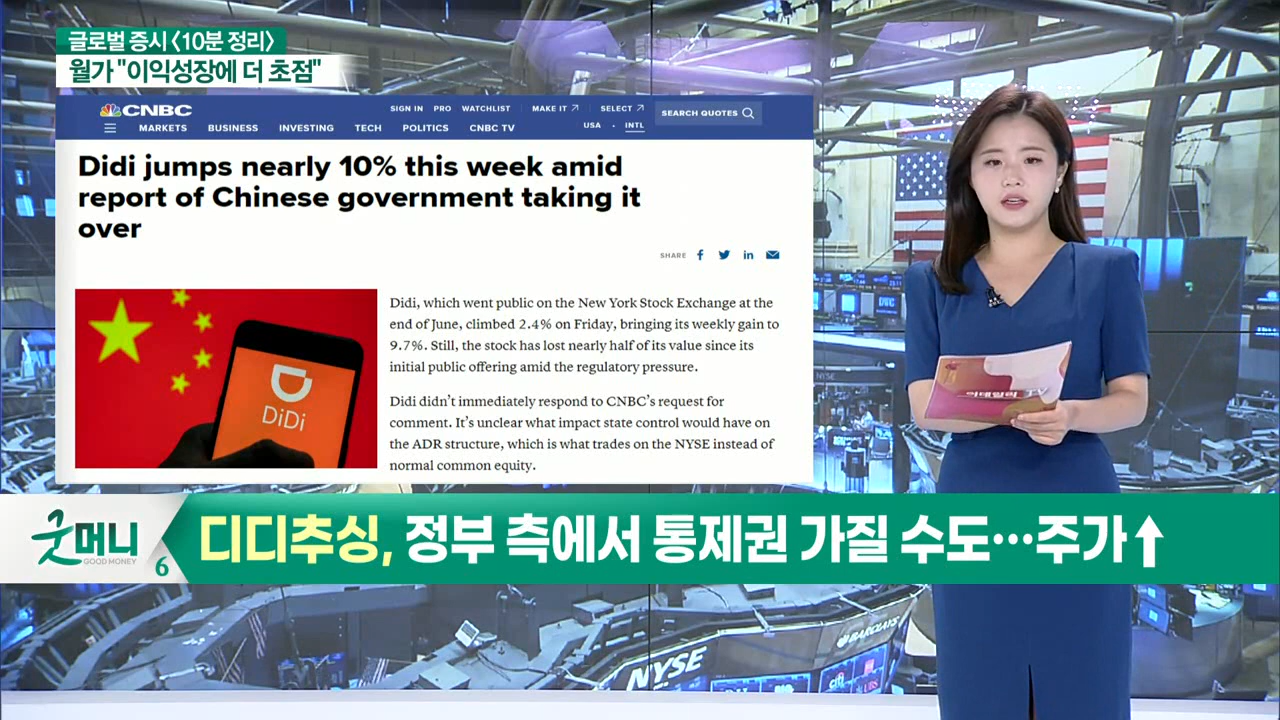 글로벌 증시 <10분 정리>
월가 "이익성장에 더 초점"
CNBC
SIGN IN PRO WATCHLIST MAKE IT SELECT SEARCH QUOTES
MARKETS BUSINESS INVESTING TECH POLITICS CNBC TV USA · INTL
Didi jumps nearly 10% this week amid
report of Chinese government taking it
over
SHARE
DiDi
Didi, which went public on the New York Stock Exchange at the
end of June, climbed 2.4% on Friday, bringing its weekly gain to
9.7%. Still, the stock has lost nearly half of its value since its
initial public offering amid the regulatory pressure.
Didi didn't immediately respond to CNBC's request for
comment. It's unclear what impact state control would have on
the ADR structure, which is what trades on the NYSE instead of
normal common equity.
이데일리
굿머니
GOOD MONEY
6
디디추싱, 정부 측에서 통제권 가질 수도…주가↑
NYSE
BARCLAYS
citi
UBS